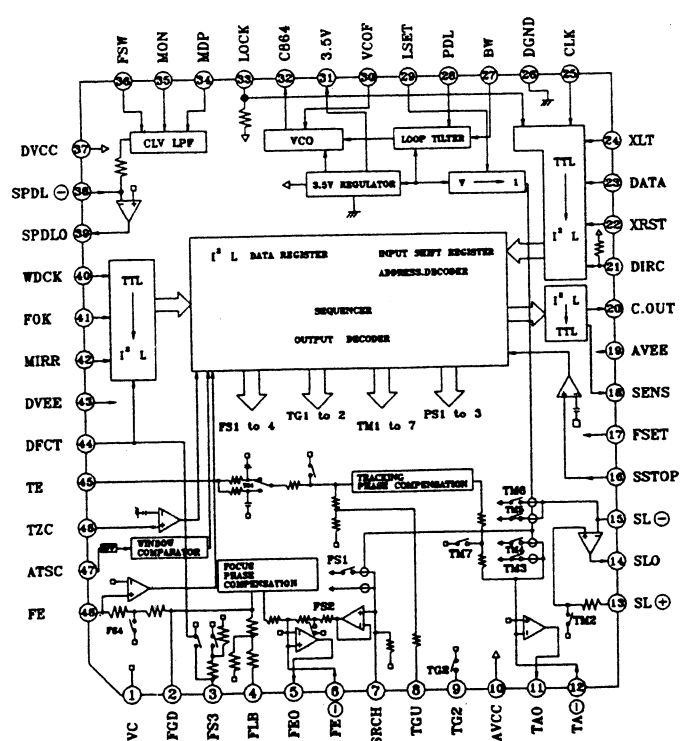 FSW MON MDP LOCK C864 3.5V VCOF LSET PDL BW DGND CLK
36 35 34 33 32 31 30 29 28 27 26 25
CLV LPF
VCO
LOOP TILTER
3.5V REGULATOR
V → i
TTL
I² L
DVCC 37
SPDL ⊖ 38
SPDLO 39
WDCK 40
FOK 41
MIRR 42
DVEE 43
DFCT 44
TE 45
TZC 46
ATSC 47
FE 48
24 XLT
23 DATA
22 XRST
21 DIRC
20 C.OUT
19 AVEE
18 SENS
17 FSET
16 SSTOP
15 SL ⊖
14 SLO
13 SL ⊕
TTL
I² L
I² L DATA REGISTER
INPUT SHIFT REGISTER
ADDRESS.DECODER
SEQUENCER
OUTPUT DECODER
I² L
TTL
FS1 to 4
TG1 to 2
TM1 to 7
PS1 to 3
TRACKING
PHASE COMPENSATION
WINDOW
COMPARATOR
FOCUS
PHASE
COMPENSATION
FS1
FS2
FS4
TM6
TM5
TM4
TM3
TM7
TM2
TG2
1 2 3 4 5 6 7 8 9 10 11 12
VC FGD FS3 FLB FEO FE⊖ SRCH TGU TG2 AVCC TAO TA⊖